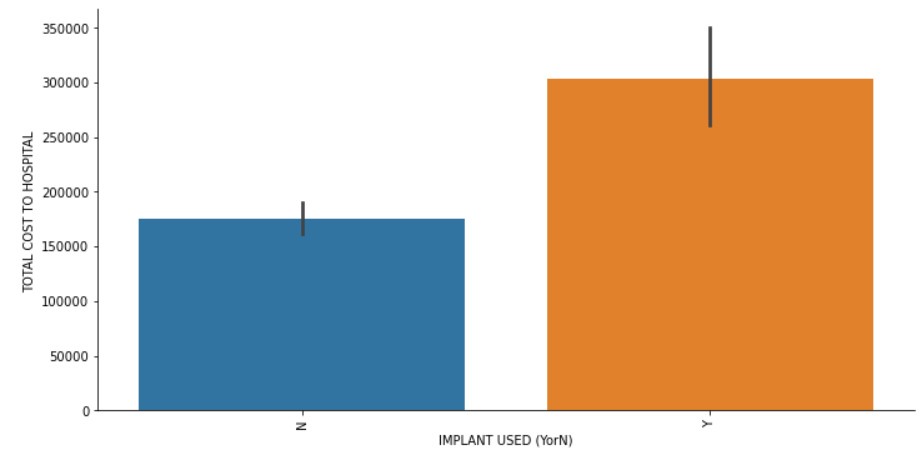 TOTAL COST TO HOSPITAL
350000
300000
250000
200000
150000
100000
50000
0
N
Y
IMPLANT USED (YorN)